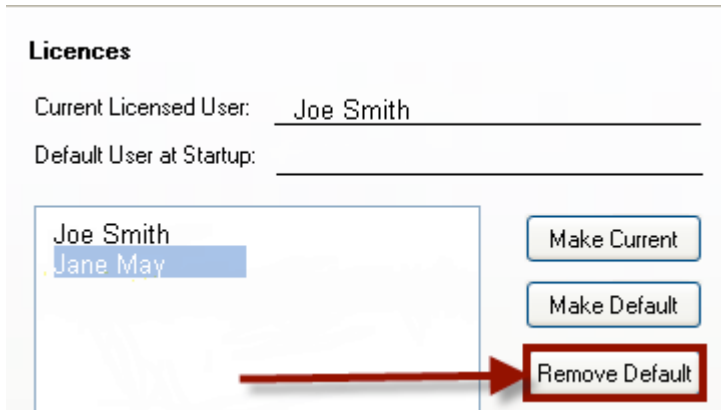 Licences
Current Licensed User: Joe Smith
Default User at Startup:
Joe Smith
Jane May
Make Current
Make Default
Remove Default